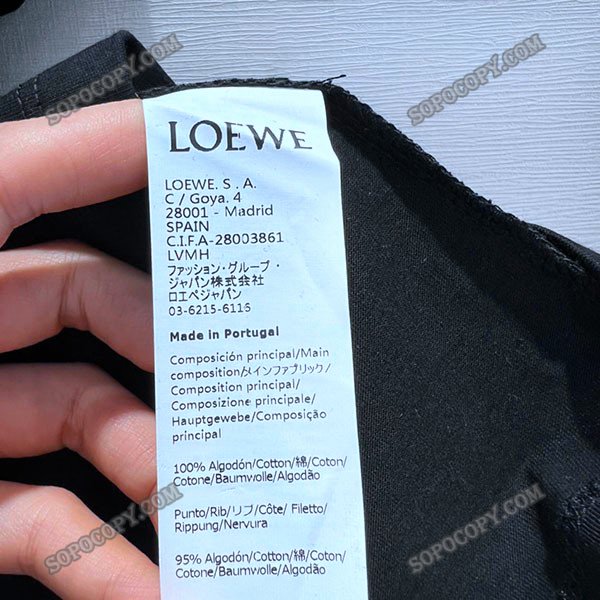 LOEWE
LOEWE. S . A.
C / Goya. 4
28001 - Madrid
SPAIN
C.I.F.A-28003861
LVMH
ファッション・グループ・
ジャパン株式会社
ロエベジャパン
03-6215-6116
Made in Portugal
Composición principal/Main
composition/メインファブリック/
Composition principal/
Composizione principale/
Hauptgewebe/Composição
principal
100% Algodón/Cotton/綿/Coton/
Cotone/Baumwolle/Algodão
Punto/Rib/リブ/Côte/ Filetto/
Rippung/Nervura
95% Algodón/Cotton/綿/Coton/
Cotone/Baumwolle/Algodão
SOPOCOPY.COM
SOPOCOPY.COM
SOPOCOPY.COM
SOPOCOPY.COM
SOPOCOPY.COM